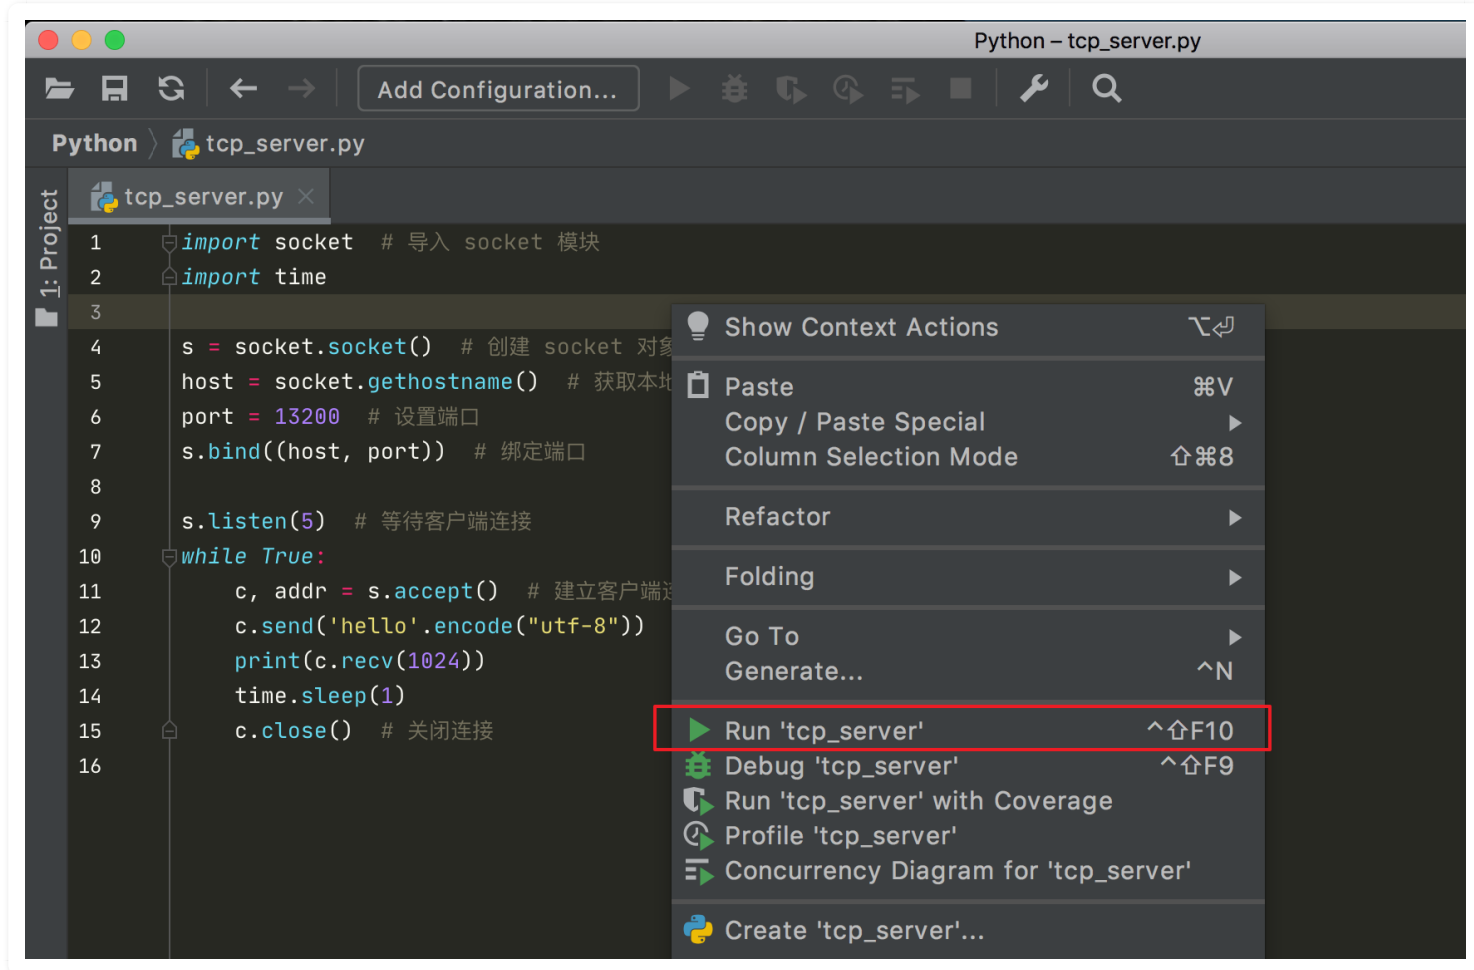 Python – tcp_server.py
Add Configuration...
Python tcp_server.py
tcp_server.py
1: Project
1 import socket # 导入 socket 模块
2 import time
3
4 s = socket.socket() # 创建 socket 对象
5 host = socket.gethostname() # 获取本地
6 port = 13200 # 设置端口
7 s.bind((host, port)) # 绑定端口
8
9 s.listen(5) # 等待客户端连接
10 while True:
11 c, addr = s.accept() # 建立客户端连
12 c.send('hello'.encode("utf-8"))
13 print(c.recv(1024))
14 time.sleep(1)
15 c.close() # 关闭连接
16
Show Context Actions ⌥⏎
Paste ⌘V
Copy / Paste Special
Column Selection Mode ⇧⌘8
Refactor
Folding
Go To
Generate... ^N
Run 'tcp_server' ^⇧F10
Debug 'tcp_server' ^⇧F9
Run 'tcp_server' with Coverage
Profile 'tcp_server'
Concurrency Diagram for 'tcp_server'
Create 'tcp_server'...